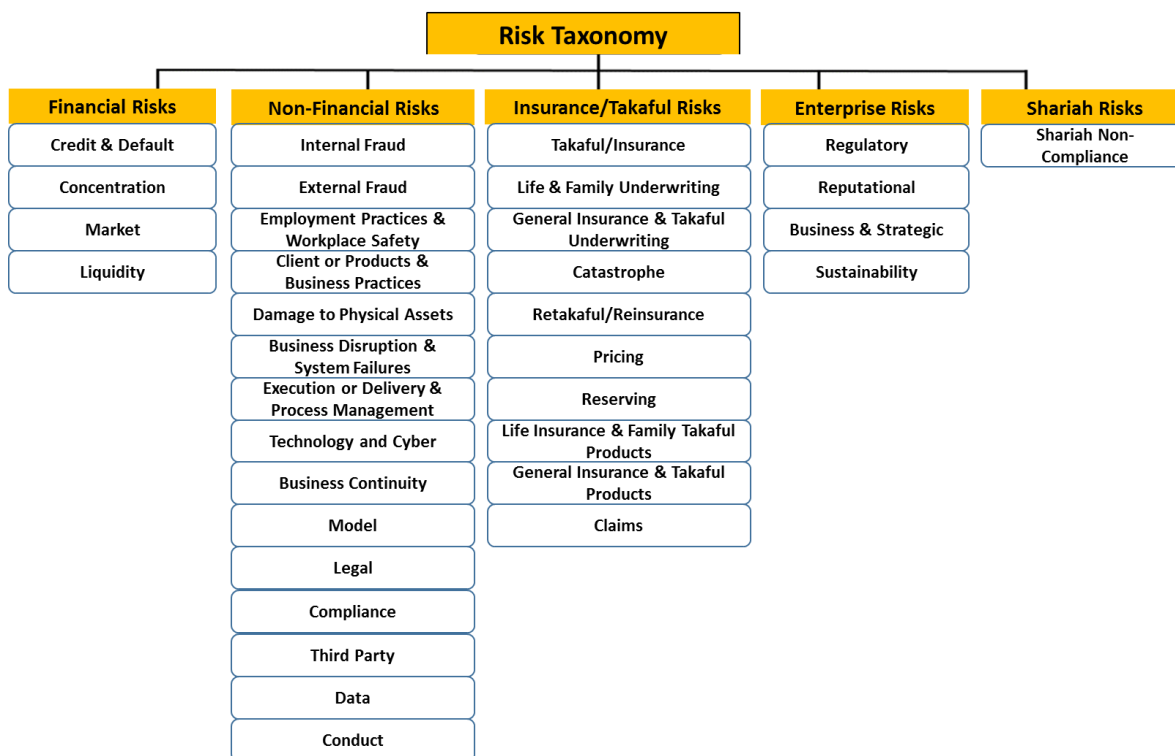 Risk Taxonomy
Financial Risks
Credit & Default
Concentration
Market
Liquidity
Non-Financial Risks
Internal Fraud
External Fraud
Employment Practices &
Workplace Safety
Client or Products &
Business Practices
Damage to Physical Assets
Business Disruption &
System Failures
Execution or Delivery &
Process Management
Technology and Cyber
Business Continuity
Model
Legal
Compliance
Third Party
Data
Conduct
Insurance/Takaful Risks
Takaful/Insurance
Life & Family Underwriting
General Insurance & Takaful
Underwriting
Catastrophe
Retakaful/Reinsurance
Pricing
Reserving
Life Insurance & Family Takaful
Products
General Insurance & Takaful
Products
Claims
Enterprise Risks
Regulatory
Reputational
Business & Strategic
Sustainability
Shariah Risks
Shariah Non-
Compliance